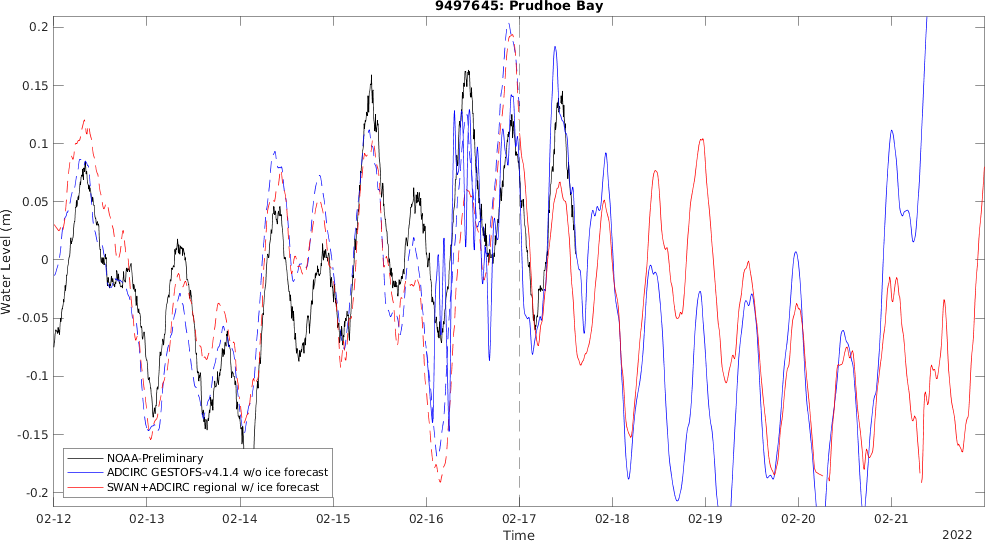 9497645: Prudhoe Bay
0.2
0.15
0.1
0.05
0
-0.05
-0.1
-0.15
-0.2
Water Level (m)
NOAA-Preliminary
ADCIRC GESTOFS-v4.1.4 w/o ice forecast
SWAN+ADCIRC regional w/ ice forecast
02-12 02-13 02-14 02-15 02-16 02-17 02-18 02-19 02-20 02-21
Time
2022